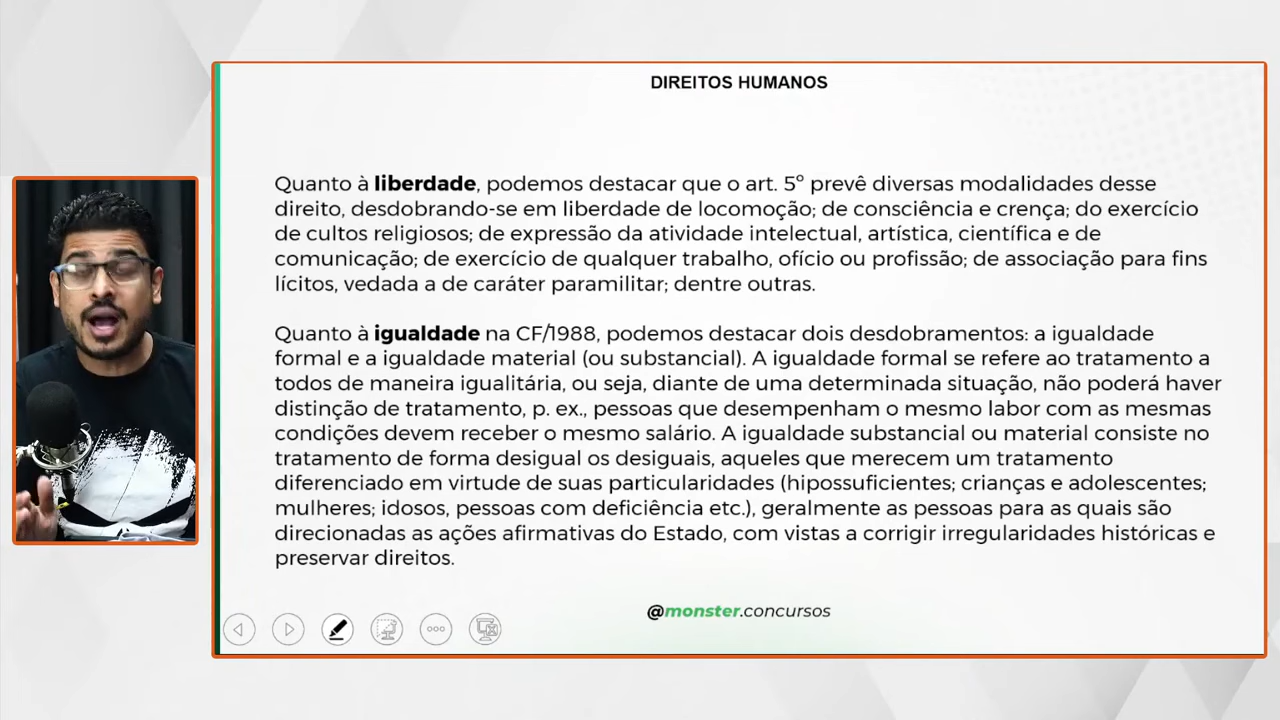 DIREITOS HUMANOS
Quanto à liberdade, podemos destacar que o art. 5º prevê diversas modalidades desse
direito, desdobrando-se em liberdade de locomoção; de consciência e crença; do exercício
de cultos religiosos; de expressão da atividade intelectual, artística, científica e de
comunicação; de exercício de qualquer trabalho, ofício ou profissão; de associação para fins
lícitos, vedada a de caráter paramilitar; dentre outras.
Quanto à igualdade na CF/1988, podemos destacar dois desdobramentos: a igualdade
formal e a igualdade material (ou substancial). A igualdade formal se refere ao tratamento a
todos de maneira igualitária, ou seja, diante de uma determinada situação, não poderá haver
distinção de tratamento, p. ex., pessoas que desempenham o mesmo labor com as mesmas
condições devem receber o mesmo salário. A igualdade substancial ou material consiste no
tratamento de forma desigual os desiguais, aqueles que merecem um tratamento
diferenciado em virtude de suas particularidades (hipossuficientes; crianças e adolescentes;
mulheres; idosos, pessoas com deficiência etc.), geralmente as pessoas para as quais são
direcionadas as ações afirmativas do Estado, com vistas a corrigir irregularidades históricas e
preservar direitos.
@monster.concursos